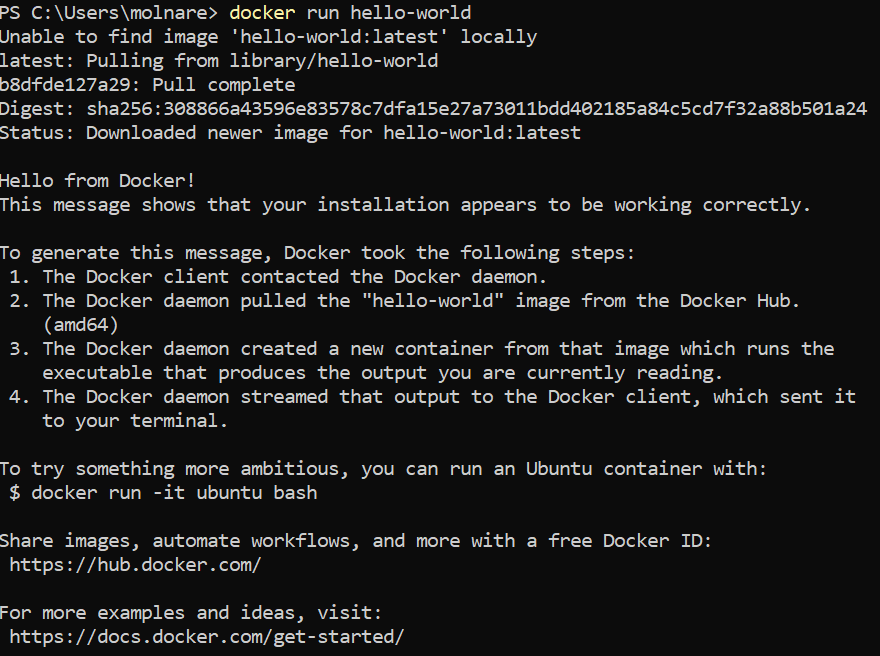 PS C:\Users\molnare> docker run hello-world
Unable to find image 'hello-world:latest' locally
latest: Pulling from library/hello-world
b8dfde127a29: Pull complete
Digest: sha256:308866a43596e83578c7dfa15e27a73011bdd402185a84c5cd7f32a88b501a24
Status: Downloaded newer image for hello-world:latest

Hello from Docker!
This message shows that your installation appears to be working correctly.

To generate this message, Docker took the following steps:
 1. The Docker client contacted the Docker daemon.
 2. The Docker daemon pulled the "hello-world" image from the Docker Hub.
    (amd64)
 3. The Docker daemon created a new container from that image which runs the
    executable that produces the output you are currently reading.
 4. The Docker daemon streamed that output to the Docker client, which sent it
    to your terminal.

To try something more ambitious, you can run an Ubuntu container with:
 $ docker run -it ubuntu bash

Share images, automate workflows, and more with a free Docker ID:
 https://hub.docker.com/

For more examples and ideas, visit:
 https://docs.docker.com/get-started/